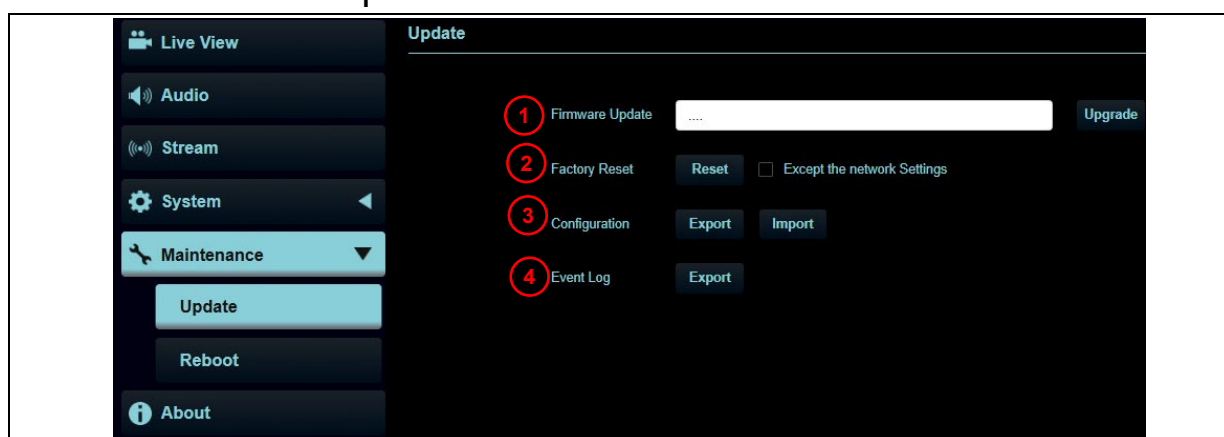 Live View
Audio
Stream
System
Maintenance
Update
Reboot
About
Update
1 Firmware Update .... Upgrade
2 Factory Reset Reset Except the network Settings
3 Configuration Export Import
4 Event Log Export